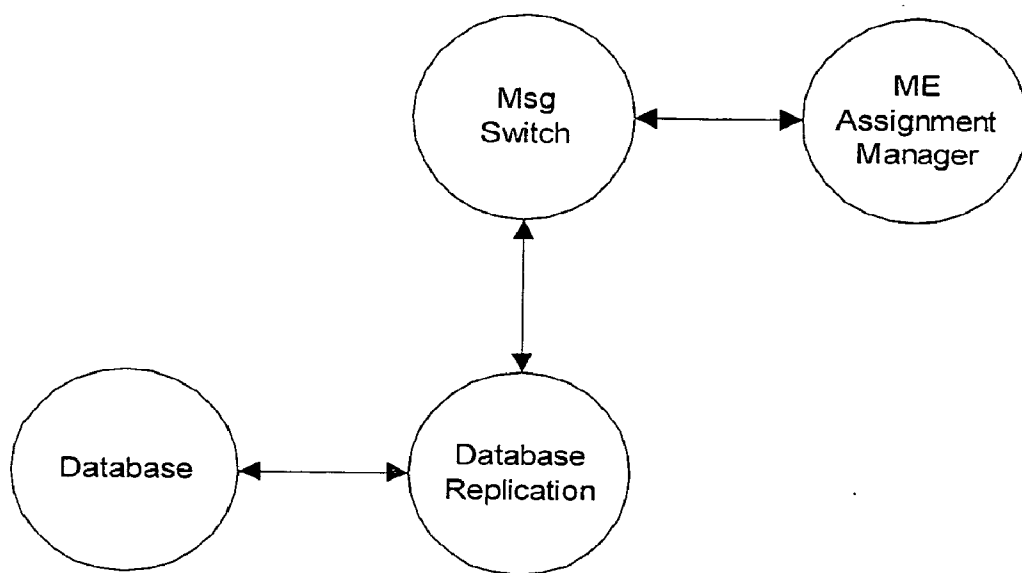 Msg
Switch
ME
Assignment
Manager
Database
Database
Replication